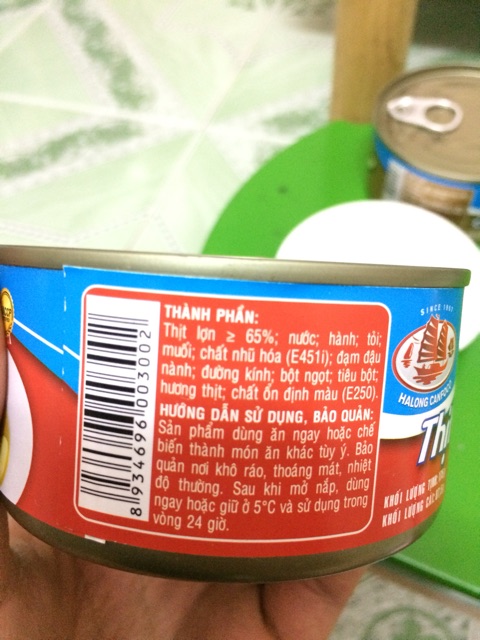 THÀNH PHẦN:
Thịt lợn ≥ 65%; nước; hành; tỏi;
muối; chất nhũ hóa (E451i); đạm đậu
nành; đường kính; bột ngọt; tiêu bột;
hương thịt; chất ổn định màu (E250).
HƯỚNG DẪN SỬ DỤNG, BẢO QUẢN:
Sản phẩm dùng ăn ngay hoặc chế
biến thành món ăn khác tùy ý. Bảo
quản nơi khô ráo, thoáng mát, nhiệt
độ thường. Sau khi mở nắp, dùng
ngay hoặc giữ ở 5°C và sử dụng trong
vòng 24 giờ.
8 934696 003002
SINCE 1957
HALONG CANFOCO
KHỐI LƯỢNG
KHỐI LƯỢNG